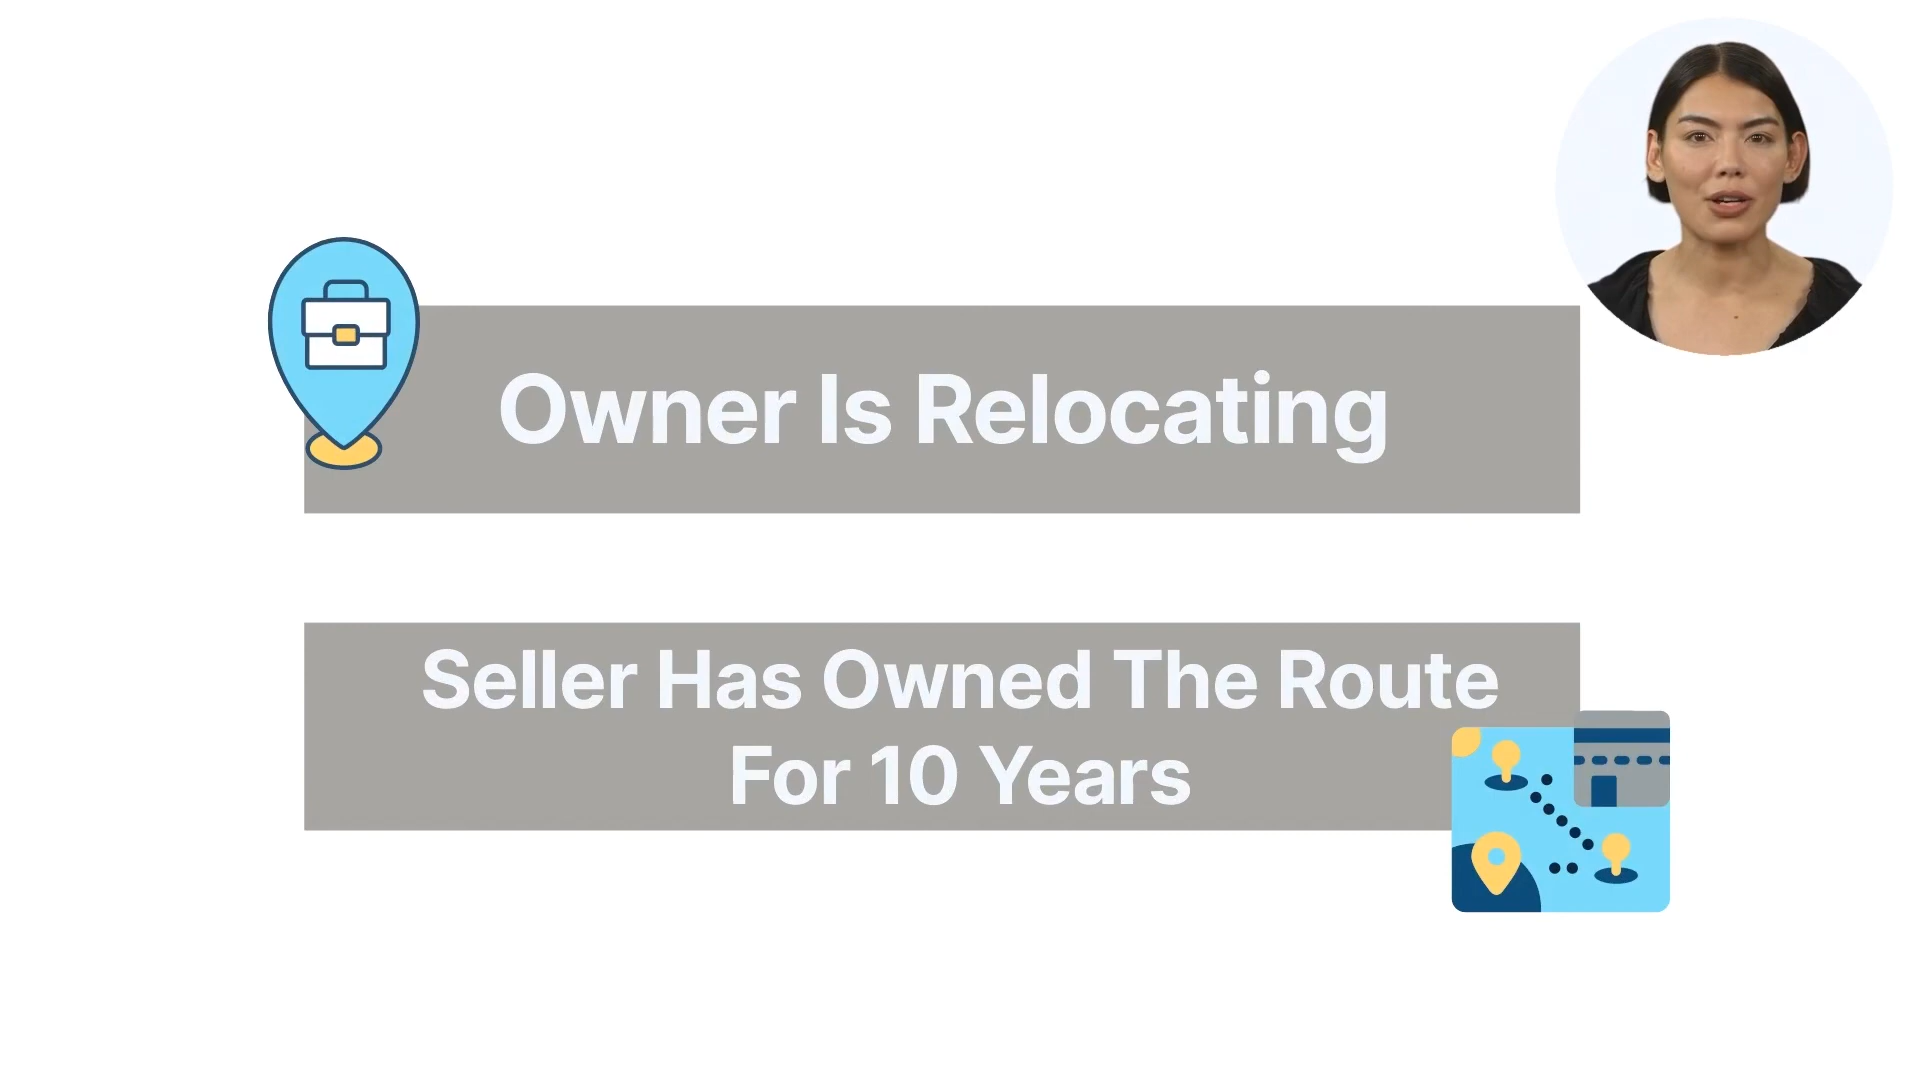 Owner Is Relocating
Seller Has Owned The Route
For 10 Years